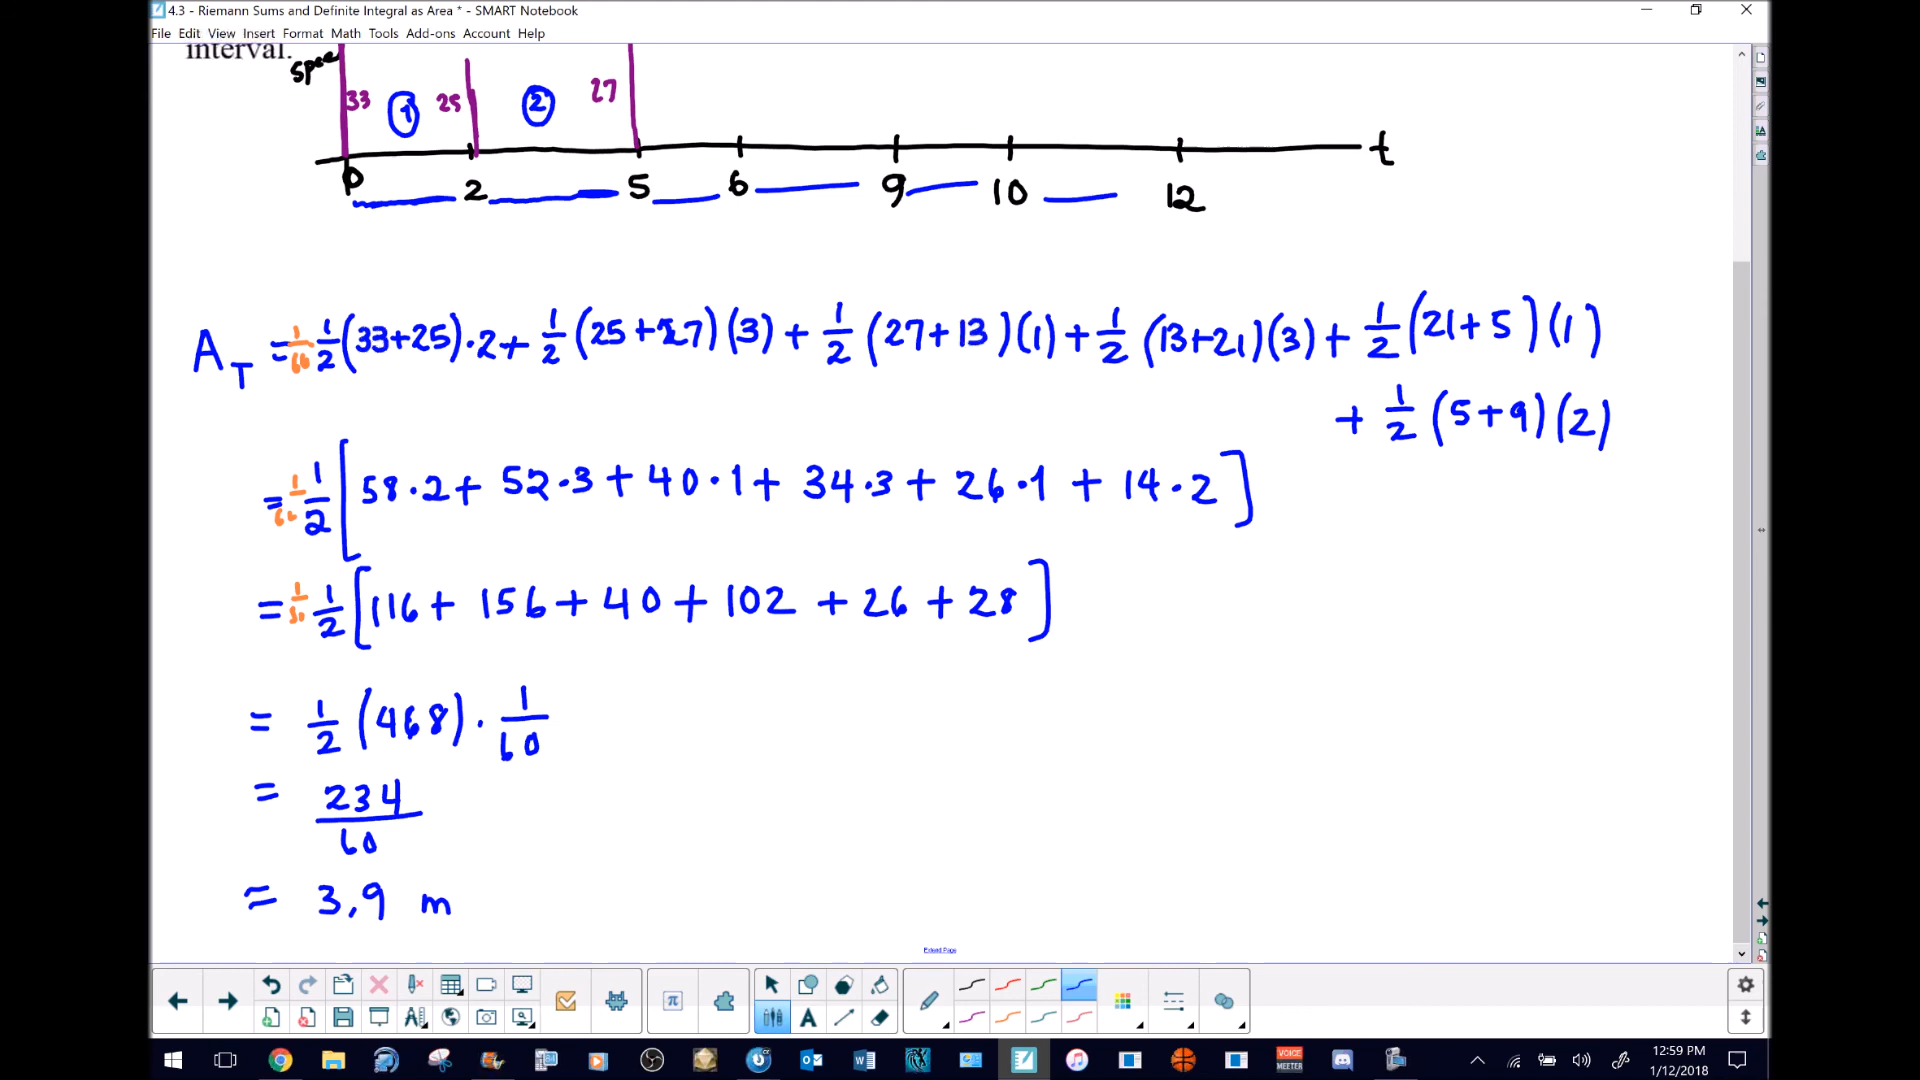 4.3 - Riemann Sums and Definite Integral as Area * - SMART Notebook
File Edit View Insert Format Math Tools Add-ons Account Help
interval.
33 1 25 2 27
t
0 2 5 6 9 10 12
A_T = 1/60 1/2 (33+25)·2 + 1/2 (25+27)(3) + 1/2 (27+13)(1) + 1/2 (13+21)(3) + 1/2 (21+5)(1)
+ 1/2 (5+9)(2)
= 1/60 1/2 [58·2 + 52·3 + 40·1 + 34·3 + 26·1 + 14·2]
= 1/2 [116 + 156 + 40 + 102 + 26 + 28]
= 1/2 (468) · 1/60
= 234/60
≈ 3.9 m
Extend Page
VOICE MEETER
12:59 PM
1/12/2018